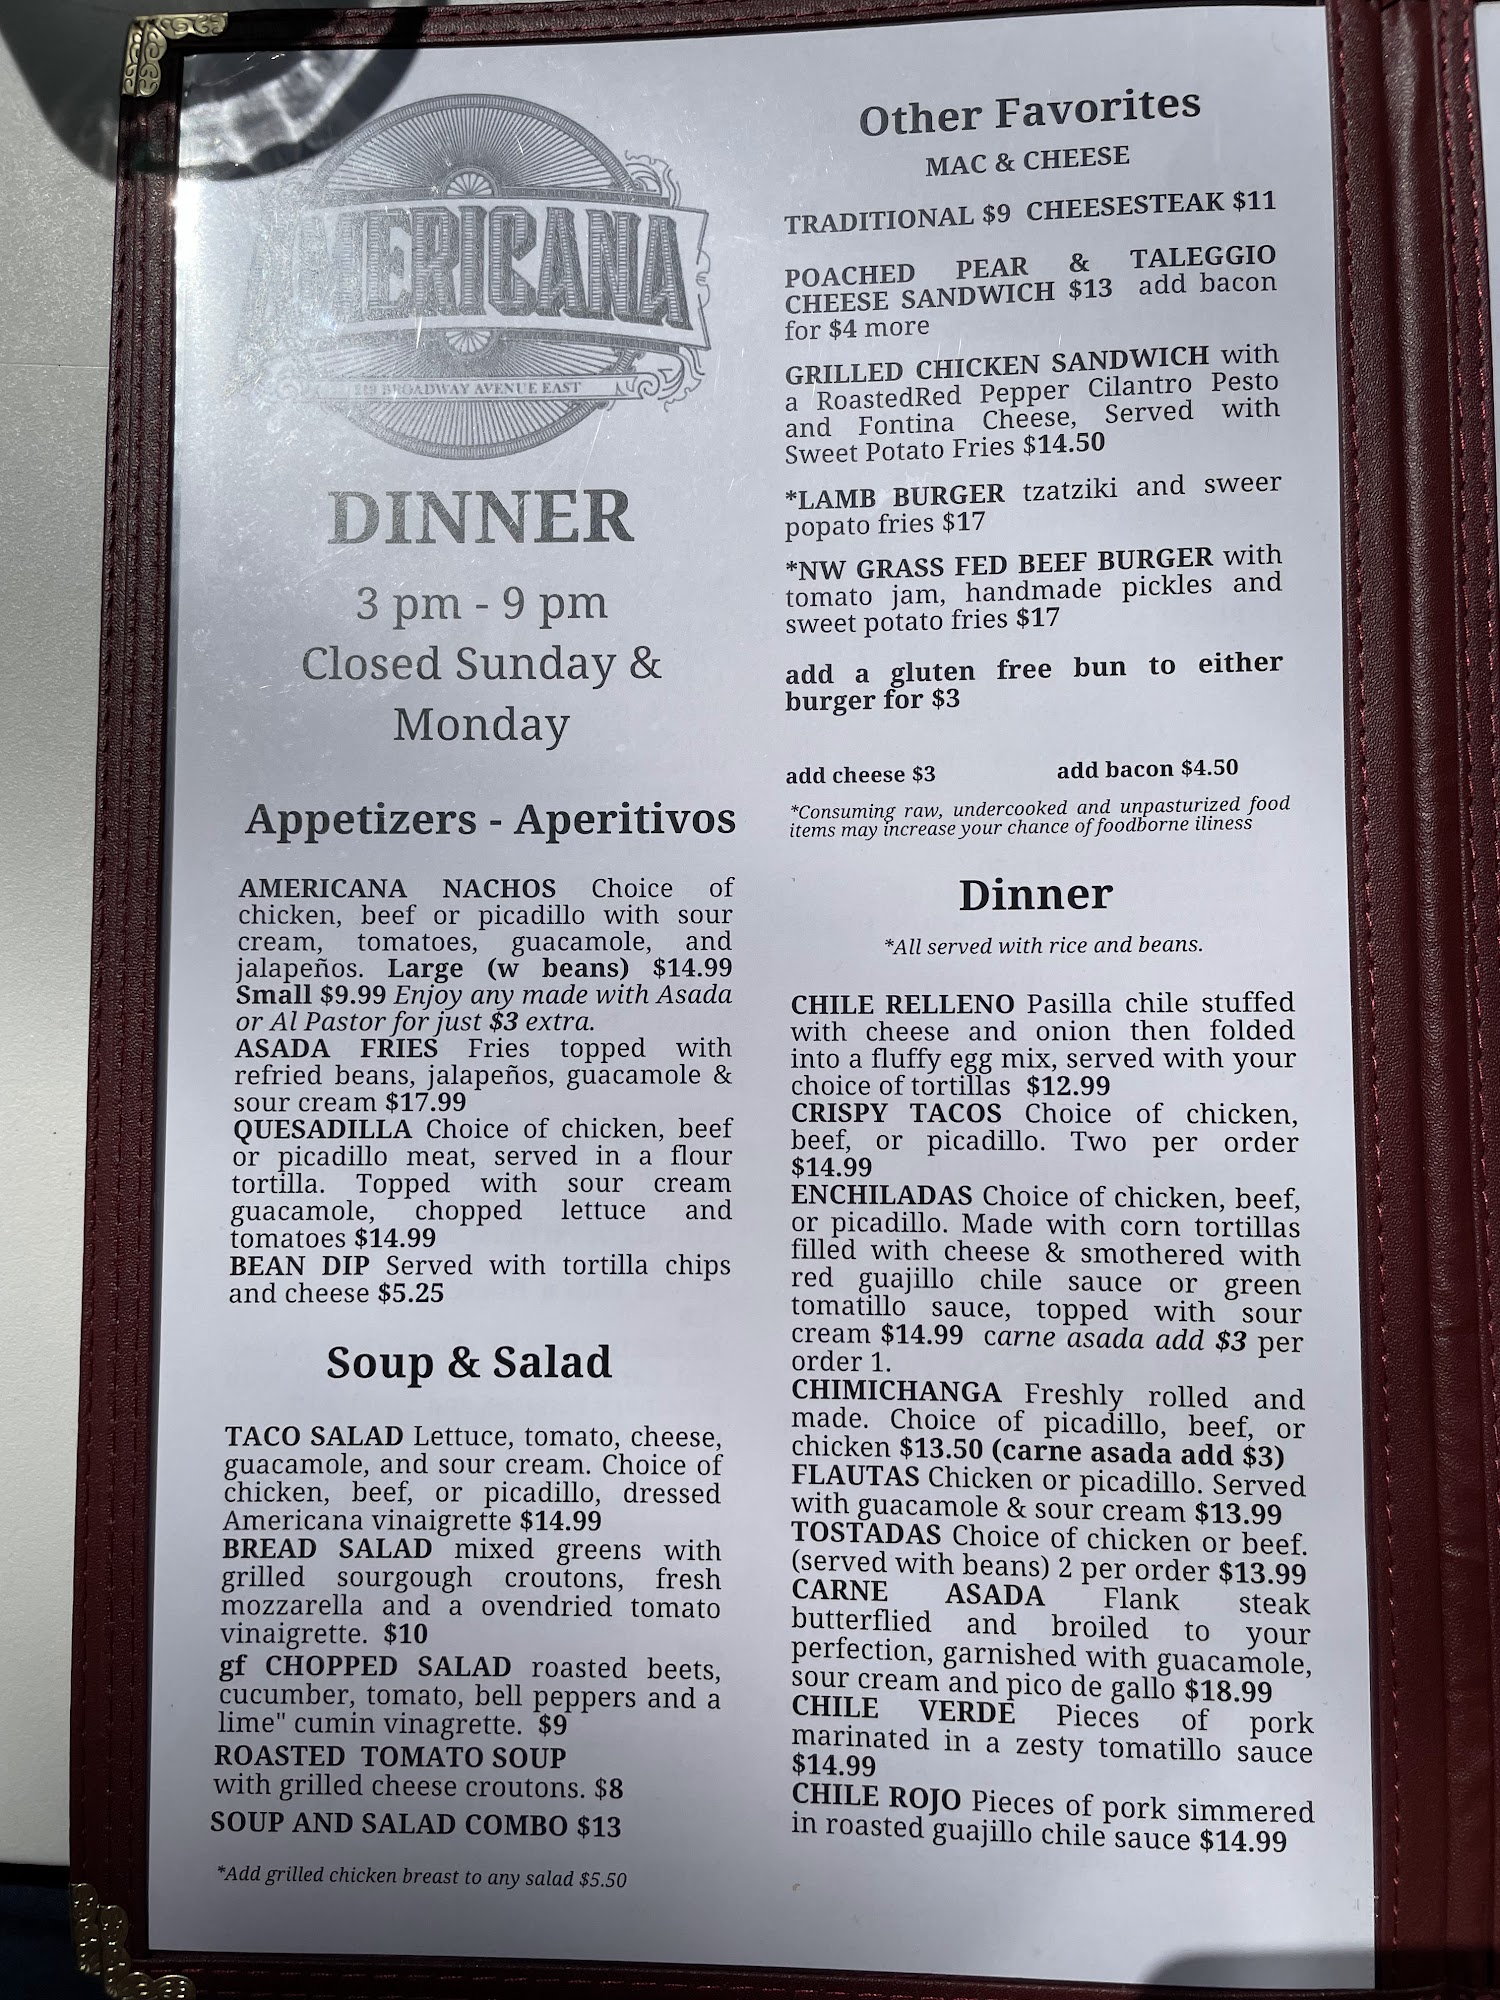 AMERICANA
219 BROADWAY AVENUE EAST
DINNER
3 pm - 9 pm
Closed Sunday &
Monday
Appetizers - Aperitivos
AMERICANA NACHOS Choice of
chicken, beef or picadillo with sour
cream, tomatoes, guacamole, and
jalapeños. Large (w beans) $14.99
Small $9.99 Enjoy any made with Asada
or Al Pastor for just $3 extra.
ASADA FRIES Fries topped with
refried beans, jalapeños, guacamole &
sour cream $17.99
QUESADILLA Choice of chicken, beef
or picadillo meat, served in a flour
tortilla. Topped with sour cream
guacamole, chopped lettuce and
tomatoes $14.99
BEAN DIP Served with tortilla chips
and cheese $5.25
Soup & Salad
TACO SALAD Lettuce, tomato, cheese,
guacamole, and sour cream. Choice of
chicken, beef, or picadillo, dressed
Americana vinaigrette $14.99
BREAD SALAD mixed greens with
grilled sourgough croutons, fresh
mozzarella and a ovendried tomato
vinaigrette. $10
gf CHOPPED SALAD roasted beets,
cucumber, tomato, bell peppers and a
lime" cumin vinagrette. $9
ROASTED TOMATO SOUP
with grilled cheese croutons. $8
SOUP AND SALAD COMBO $13
*Add grilled chicken breast to any salad $5.50
Other Favorites
MAC & CHEESE
TRADITIONAL $9 CHEESESTEAK $11
POACHED PEAR & TALEGGIO
CHEESE SANDWICH $13 add bacon
for $4 more
GRILLED CHICKEN SANDWICH with
a RoastedRed Pepper Cilantro Pesto
and Fontina Cheese, Served with
Sweet Potato Fries $14.50
*LAMB BURGER tzatziki and sweer
popato fries $17
*NW GRASS FED BEEF BURGER with
tomato jam, handmade pickles and
sweet potato fries $17
add a gluten free bun to either
burger for $3
add cheese $3 add bacon $4.50
*Consuming raw, undercooked and unpasturized food
items may increase your chance of foodborne iliness
Dinner
*All served with rice and beans.
CHILE RELLENO Pasilla chile stuffed
with cheese and onion then folded
into a fluffy egg mix, served with your
choice of tortillas $12.99
CRISPY TACOS Choice of chicken,
beef, or picadillo. Two per order
$14.99
ENCHILADAS Choice of chicken, beef,
or picadillo. Made with corn tortillas
filled with cheese & smothered with
red guajillo chile sauce or green
tomatillo sauce, topped with sour
cream $14.99 carne asada add $3 per
order 1.
CHIMICHANGA Freshly rolled and
made. Choice of picadillo, beef, or
chicken $13.50 (carne asada add $3)
FLAUTAS Chicken or picadillo. Served
with guacamole & sour cream $13.99
TOSTADAS Choice of chicken or beef.
(served with beans) 2 per order $13.99
CARNE ASADA Flank steak
butterflied and broiled to your
perfection, garnished with guacamole,
sour cream and pico de gallo $18.99
CHILE VERDE Pieces of pork
marinated in a zesty tomatillo sauce
$14.99
CHILE ROJO Pieces of pork simmered
in roasted guajillo chile sauce $14.99